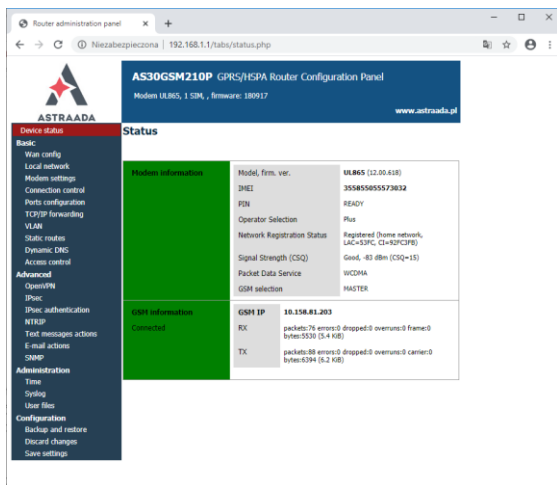 Router administration panel
Niezabezpieczona | 192.168.1.1/tabs/status.php
ASTRAADA
AS30GSM210P GPRS/HSPA Router Configuration Panel
Modem UL865, 1 SIM, , firmware: 180917
www.astraada.pl
Device status
Basic
Wan config
Local network
Modem settings
Connection control
Ports configuration
TCP/IP forwarding
VLAN
Static routes
Dynamic DNS
Access control
Advanced
OpenVPN
IPsec
IPsec authentication
NTRIP
Text messages actions
E-mail actions
SNMP
Administration
Time
Syslog
User files
Configuration
Backup and restore
Discard changes
Save settings
Status
Modem information
Model, firm. ver. UL865 (12.00.618)
IMEI 355855055573032
PIN READY
Operator Selection Plus
Network Registration Status Registered (home network,
LAC=53FC, CI=92FC3FB)
Signal Strength (CSQ) Good, -83 dBm (CSQ=15)
Packet Data Service WCDMA
GSM selection MASTER
GSM information
Connected
GSM IP 10.158.81.203
RX packets:76 errors:0 dropped:0 overruns:0 frame:0
bytes:5530 (5.4 KiB)
TX packets:88 errors:0 dropped:0 overruns:0 carrier:0
bytes:6394 (6.2 KiB)